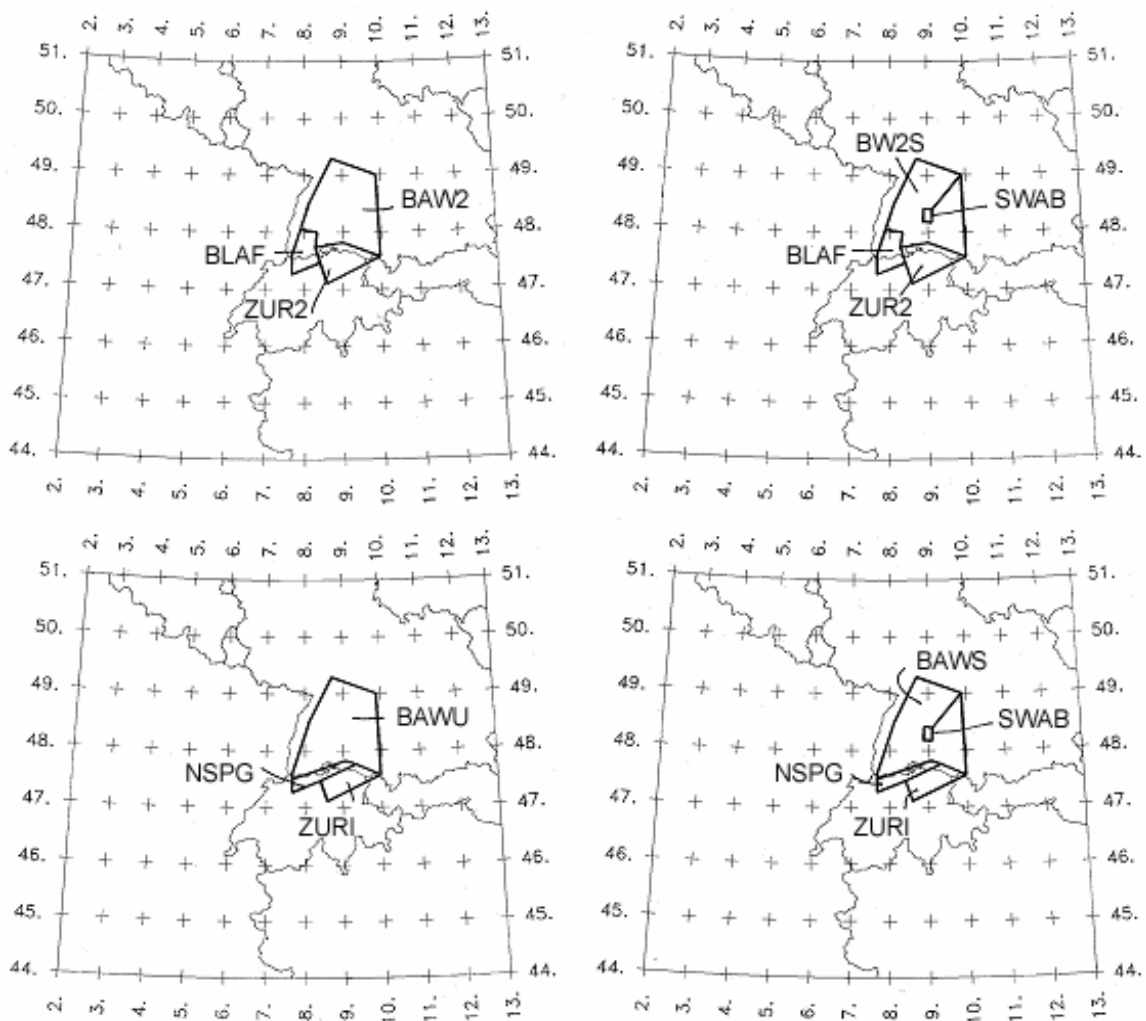 2. 3. 4. 5. 6. 7. 8. 9. 10. 11. 12. 13.
51. 51.
50. 50.
49. 49.
BAW2
48. 48.
BLAF
47. 47.
ZUR2
46. 46.
45. 45.
44. 44.
2. 3. 4. 5. 6. 7. 8. 9. 10. 11. 12. 13.
2. 3. 4. 5. 6. 7. 8. 9. 10. 11. 12. 13.
51. 51.
50. 50.
BW2S
49. 49.
SWAB
48. 48.
BLAF
47. 47.
ZUR2
46. 46.
45. 45.
44. 44.
2. 3. 4. 5. 6. 7. 8. 9. 10. 11. 12. 13.
2. 3. 4. 5. 6. 7. 8. 9. 10. 11. 12. 13.
51. 51.
50. 50.
49. 49.
BAWU
48. 48.
NSPG
47. 47.
ZURI
46. 46.
45. 45.
44. 44.
2. 3. 4. 5. 6. 7. 8. 9. 10. 11. 12. 13.
2. 3. 4. 5. 6. 7. 8. 9. 10. 11. 12. 13.
51. 51.
50. 50.
BAWS
49. 49.
SWAB
48. 48.
NSPG
47. 47.
ZURI
46. 46.
45. 45.
44. 44.
2. 3. 4. 5. 6. 7. 8. 9. 10. 11. 12. 13.